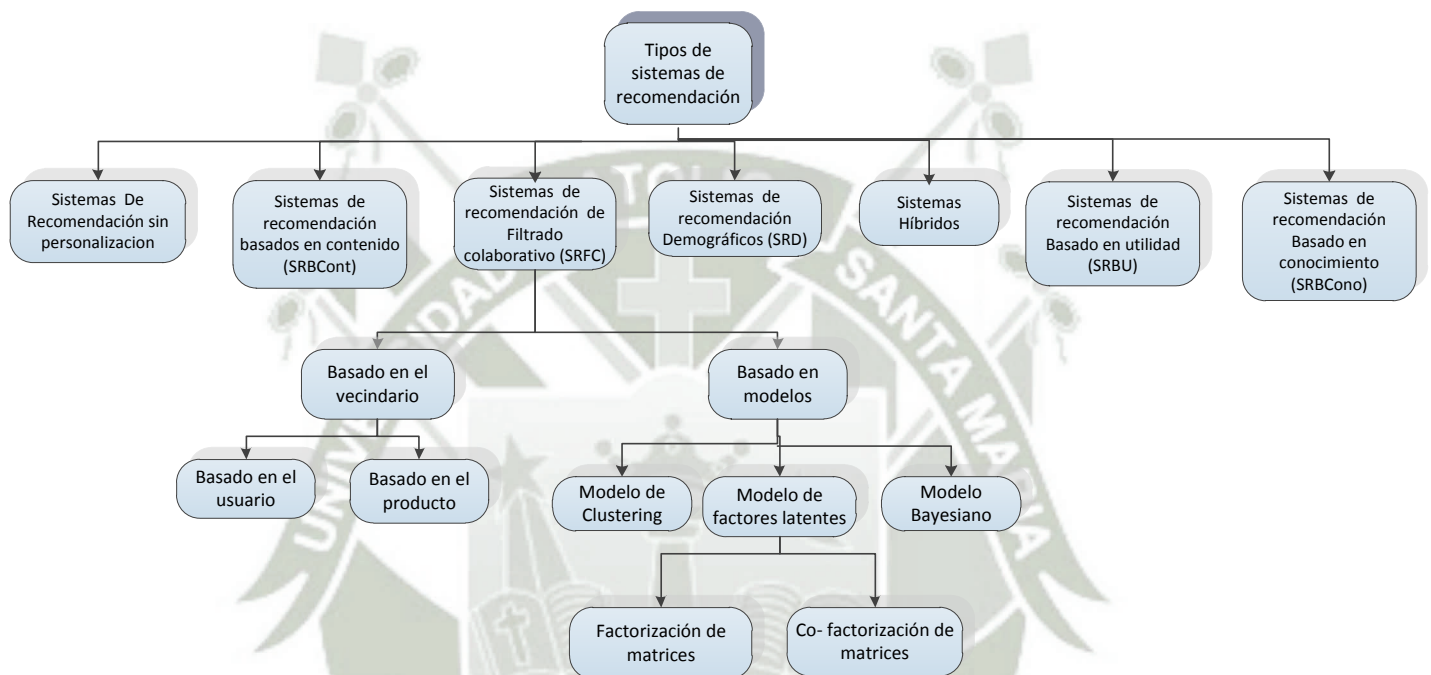 Tipos de
sistemas de
recomendación
Sistemas De
Recomendación sin
personalizacion
Sistemas de
recomendación
basados en contenido
(SRBCont)
Sistemas de
recomendación de
Filtrado
colaborativo (SRFC)
Sistemas de
recomendación
Demográficos (SRD)
Sistemas
Híbridos
Sistemas de
recomendación
Basado en utilidad
(SRBU)
Sistemas de
recomendación
Basado en
conocimiento
(SRBCono)
Basado en el
vecindario
Basado en
modelos
Basado en el
usuario
Basado en el
producto
Modelo de
Clustering
Modelo de
factores latentes
Modelo
Bayesiano
Factorización de
matrices
Co- factorización de
matrices
SANTA MARIA